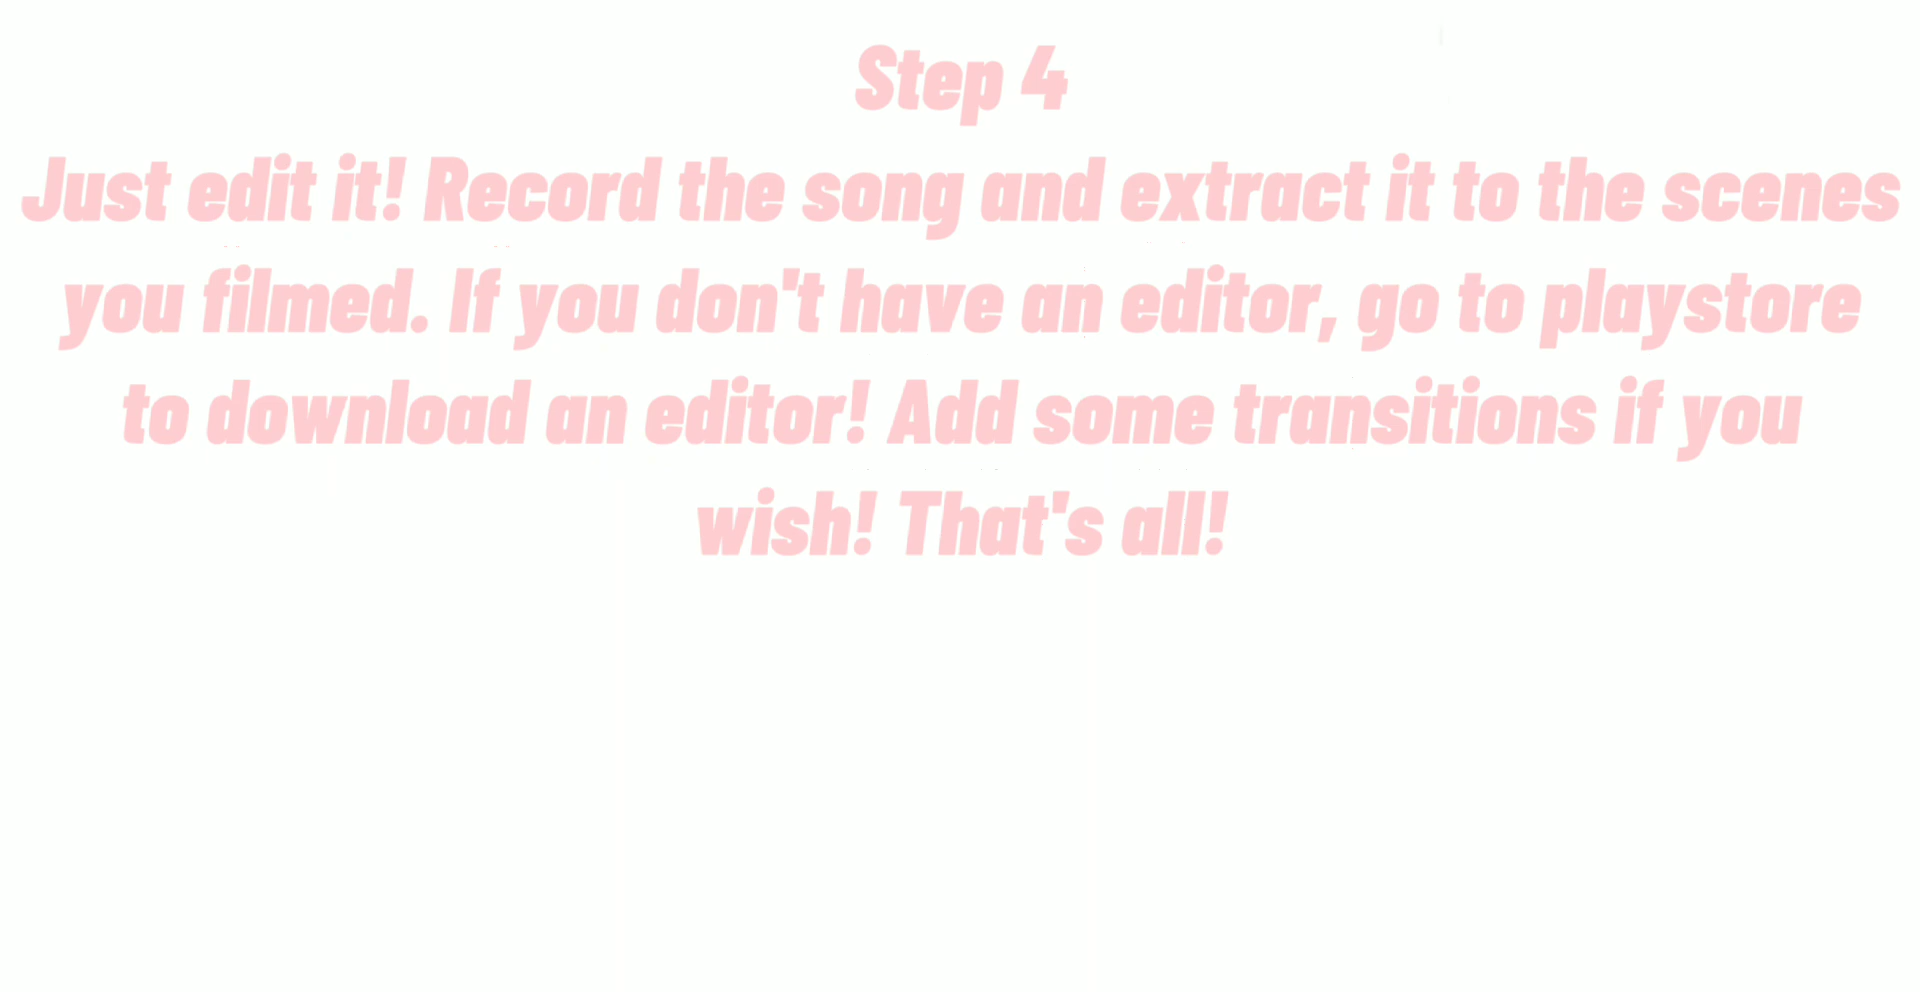 Step 4
Just edit it! Record the song and extract it to the scenes
you filmed. If you don't have an editor, go to playstore
to download an editor! Add some transitions if you
wish! That's all!